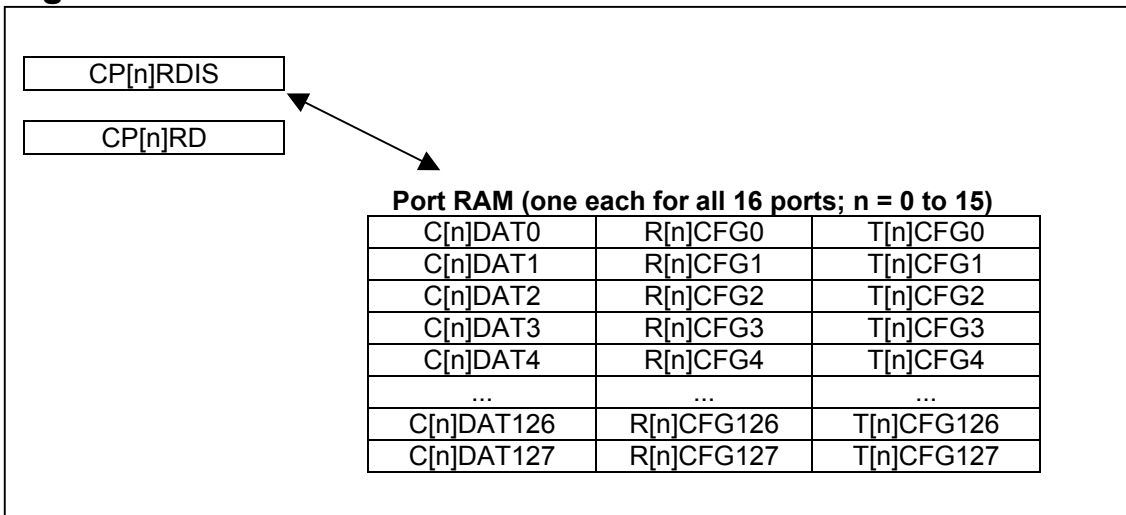 CP[n]RDIS
CP[n]RD
Port RAM (one each for all 16 ports; n = 0 to 15)
C[n]DAT0 R[n]CFG0 T[n]CFG0
C[n]DAT1 R[n]CFG1 T[n]CFG1
C[n]DAT2 R[n]CFG2 T[n]CFG2
C[n]DAT3 R[n]CFG3 T[n]CFG3
C[n]DAT4 R[n]CFG4 T[n]CFG4
... ... ...
C[n]DAT126 R[n]CFG126 T[n]CFG126
C[n]DAT127 R[n]CFG127 T[n]CFG127